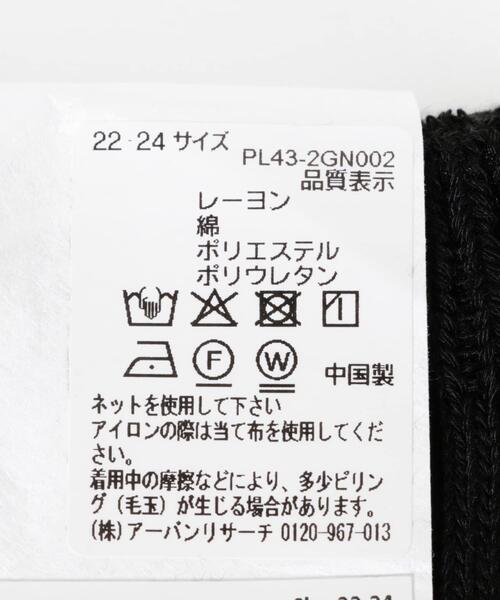 22-24 サイズ
PL43-2GN002
品質表示
レーヨン
綿
ポリエステル
ポリウレタン
F W
中国製
ネットを使用して下さい
アイロンの際は当て布を使用してくだ
さい。
着用中の摩擦などにより、多少ピリン
グ（毛玉）が生じる場合があります。
(株) アーバンリサーチ 0120-967-013